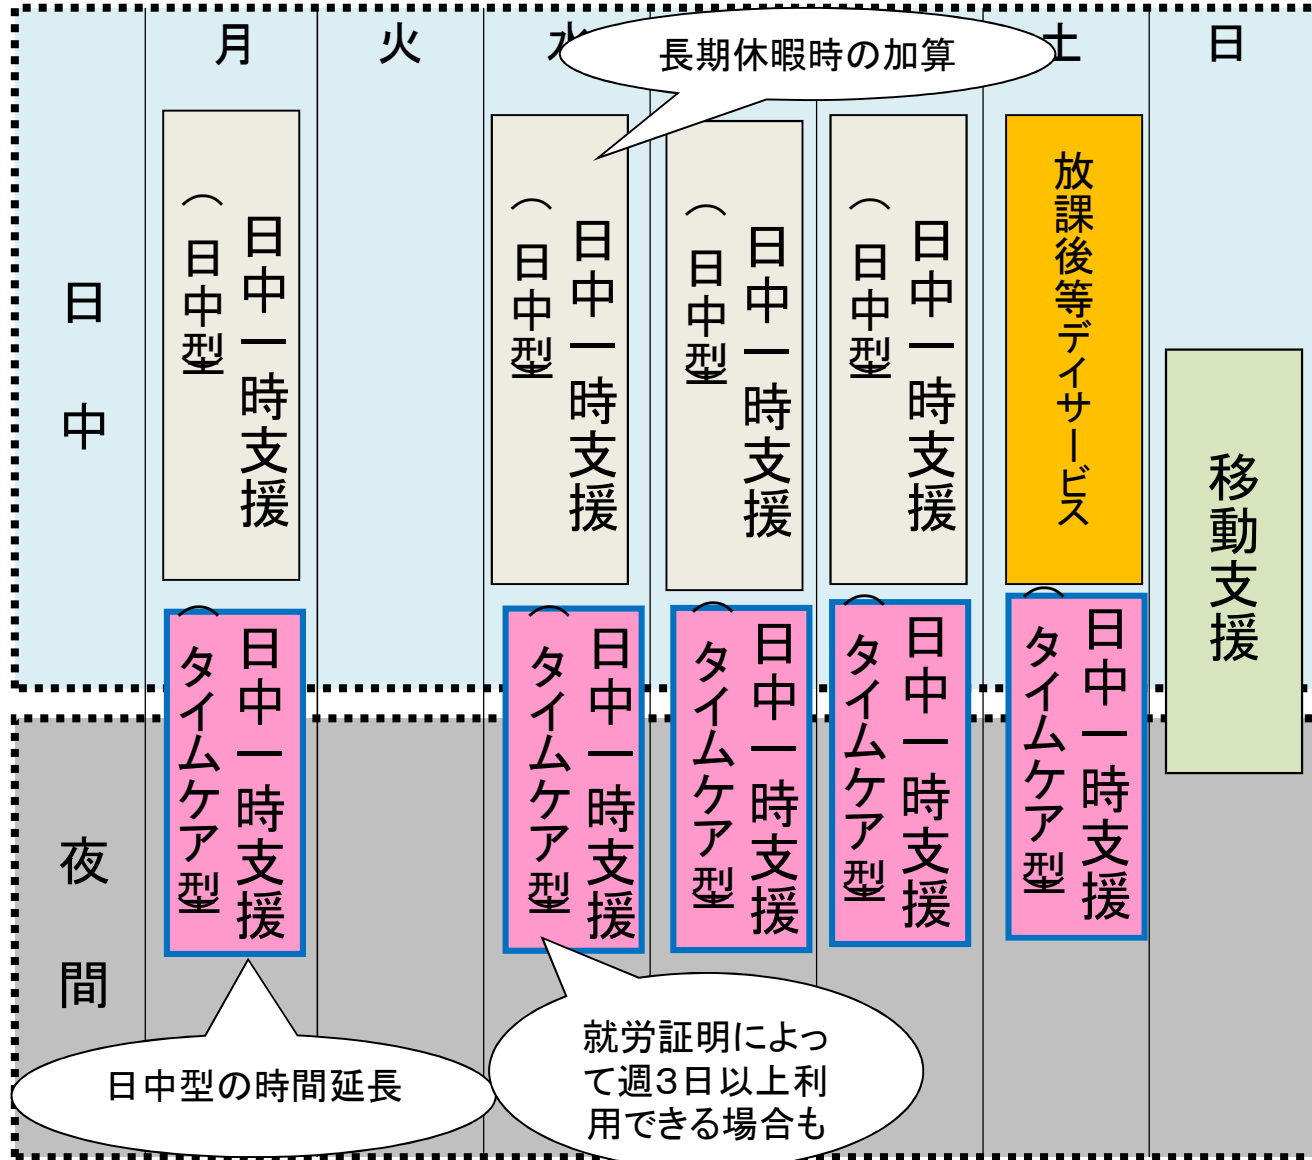 月
火
水
土
日
長期休暇時の加算
日中
夜間
日中一時支援
（日中型）
日中一時支援
（日中型）
日中一時支援
（日中型）
日中一時支援
（日中型）
放課後等デイサービス
移動支援
日中一時支援
（タイムケア型）
日中一時支援
（タイムケア型）
日中一時支援
（タイムケア型）
日中一時支援
（タイムケア型）
日中一時支援
（タイムケア型）
日中型の時間延長
就労証明によっ
て週3日以上利
用できる場合も